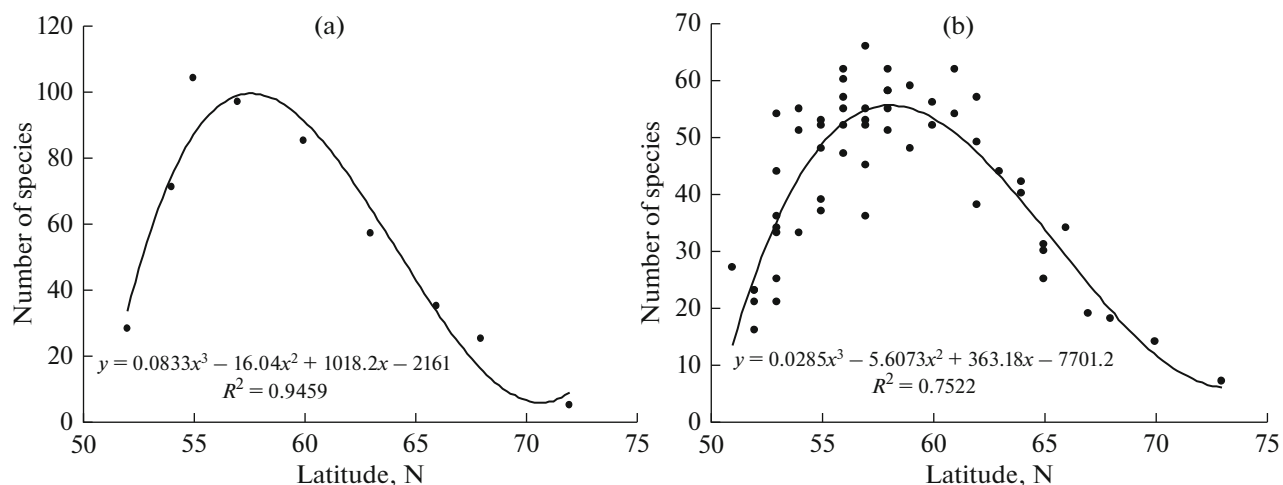 (a)
120
100
80
60
40
20
0
Number of species
y = 0.0833x³ − 16.04x² + 1018.2x − 2161
R² = 0.9459
50 55 60 65 70 75
Latitude, N
(b)
70
60
50
40
30
20
10
0
Number of species
y = 0.0285x³ − 5.6073x² + 363.18x − 7701.2
R² = 0.7522
50 55 60 65 70 75
Latitude, N